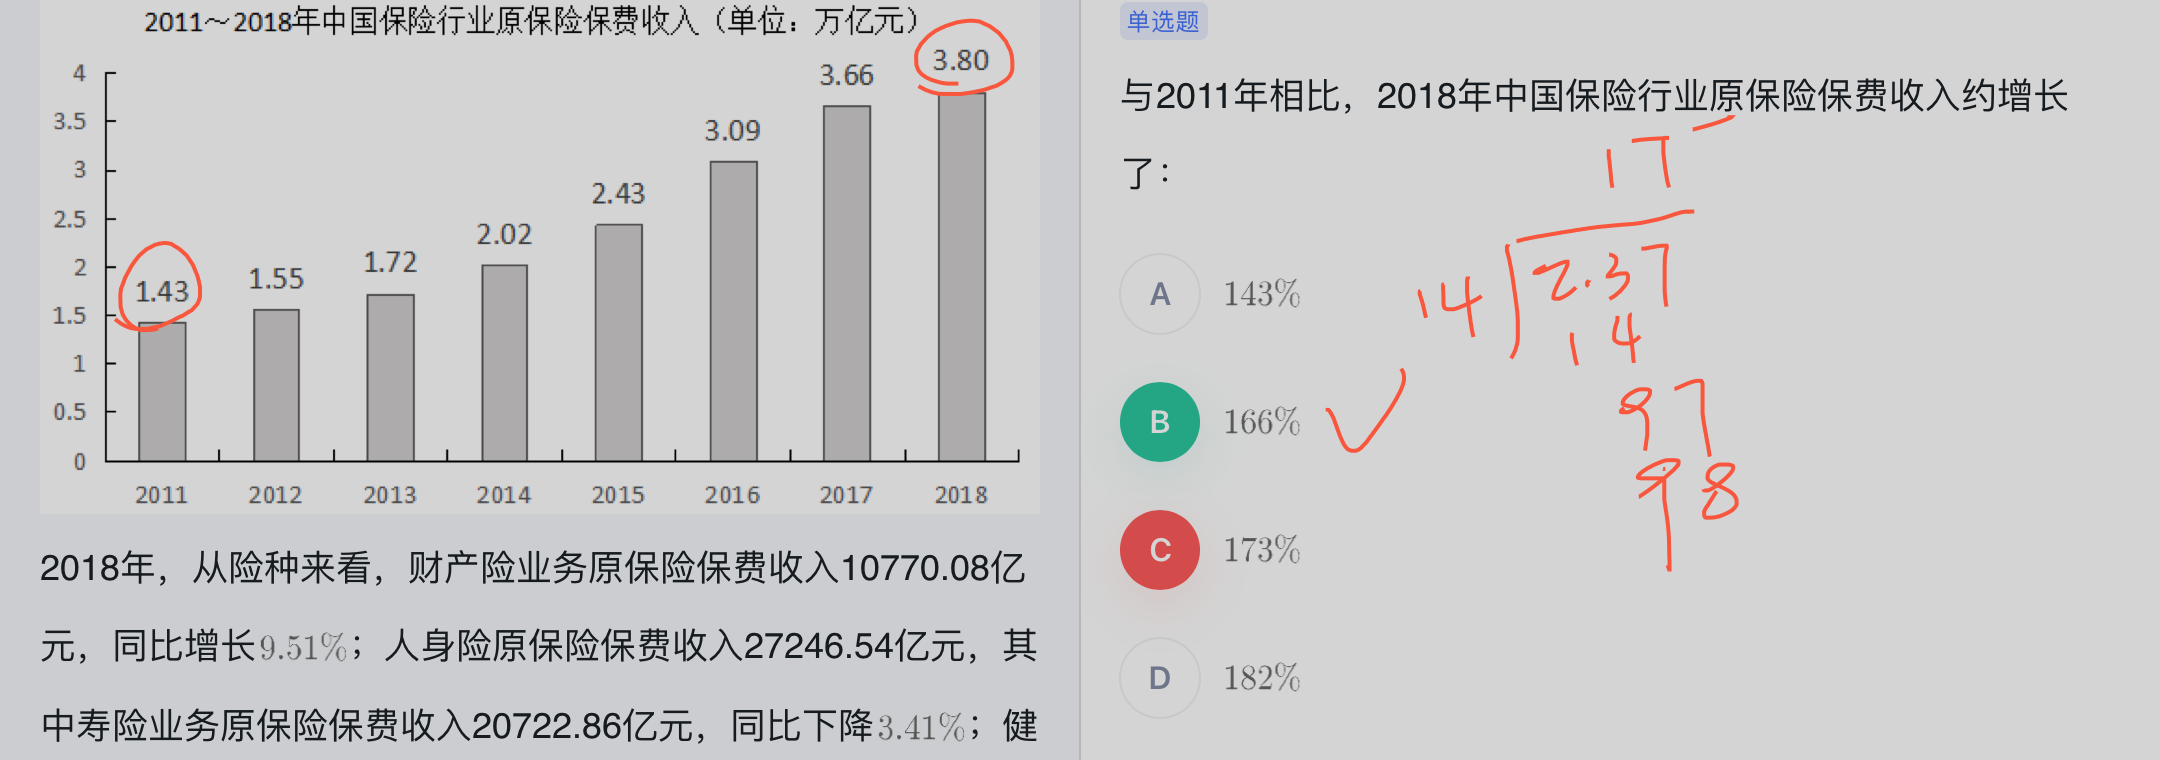 2011～2018年中国保险行业原保险保费收入（单位：万亿元）
4
3.5
3
2.5
2
1.5
1
0.5
0
1.43
1.55
1.72
2.02
2.43
3.09
3.66
3.80
2011 2012 2013 2014 2015 2016 2017 2018
2018年，从险种来看，财产险业务原保险保费收入10770.08亿
元，同比增长9.51%；人身险原保险保费收入27246.54亿元，其
中寿险业务原保险保费收入20722.86亿元，同比下降3.41%；健
单选题
与2011年相比，2018年中国保险行业原保险保费收入约增长
了：
A 143%
B 166%
C 173%
D 182%
17
14 2.37
14
97
98